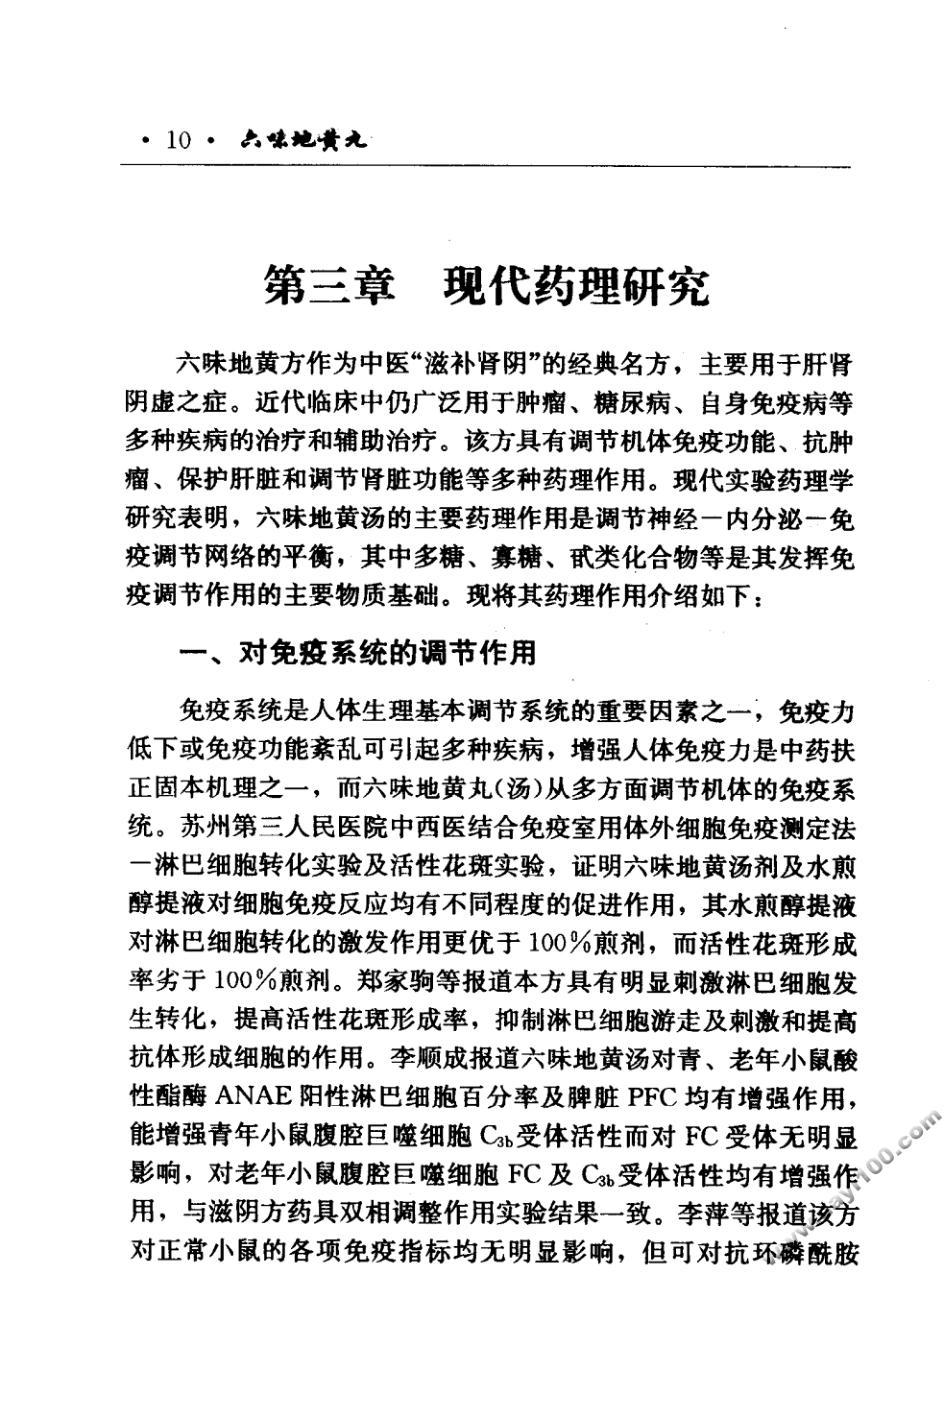 · 10 · 六味地黄丸
第三章 现代药理研究
六味地黄方作为中医“滋补肾阴”的经典名方，主要用于肝肾
阴虚之症。近代临床中仍广泛用于肿瘤、糖尿病、自身免疫病等
多种疾病的治疗和辅助治疗。该方具有调节机体免疫功能、抗肿
瘤、保护肝脏和调节肾脏功能等多种药理作用。现代实验药理学
研究表明，六味地黄汤的主要药理作用是调节神经－内分泌－免
疫调节网络的平衡，其中多糖、寡糖、甙类化合物等是其发挥免
疫调节作用的主要物质基础。现将其药理作用介绍如下：
一、对免疫系统的调节作用
免疫系统是人体生理基本调节系统的重要因素之一，免疫力
低下或免疫功能紊乱可引起多种疾病，增强人体免疫力是中药扶
正固本机理之一，而六味地黄丸(汤)从多方面调节机体的免疫系
统。苏州第三人民医院中西医结合免疫室用体外细胞免疫测定法
－淋巴细胞转化实验及活性花斑实验，证明六味地黄汤剂及水煎
醇提液对细胞免疫反应均有不同程度的促进作用，其水煎醇提液
对淋巴细胞转化的激发作用更优于 100％煎剂，而活性花斑形成
率劣于 100％煎剂。郑家驹等报道本方具有明显刺激淋巴细胞发
生转化，提高活性花斑形成率，抑制淋巴细胞游走及刺激和提高
抗体形成细胞的作用。李顺成报道六味地黄汤对青、老年小鼠酸
性酯酶 ANAE 阳性淋巴细胞百分率及脾脏 PFC 均有增强作用，
能增强青年小鼠腹腔巨噬细胞 C₃b受体活性而对 FC 受体无明显
影响，对老年小鼠腹腔巨噬细胞 FC 及 C₃b受体活性均有增强作
用，与滋阴方药具双相调整作用实验结果一致。李萍等报道该方
对正常小鼠的各项免疫指标均无明显影响，但可对抗环磷酰胺